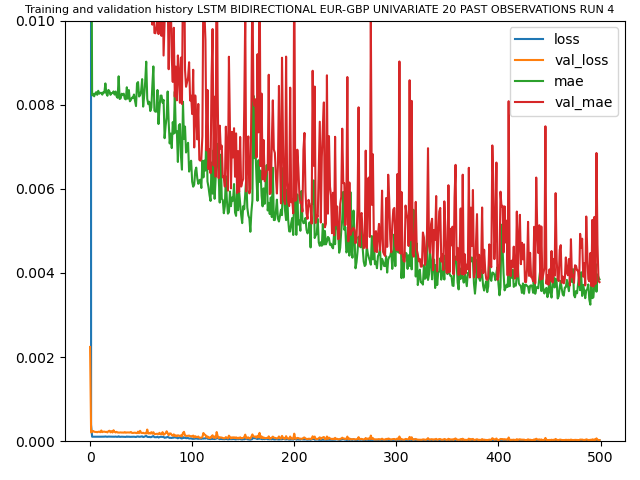 Training and validation history LSTM BIDIRECTIONAL EUR-GBP UNIVARIATE 20 PAST OBSERVATIONS RUN 4
0.010
0.008
0.006
0.004
0.002
0.000
loss
val_loss
mae
val_mae
0 100 200 300 400 500